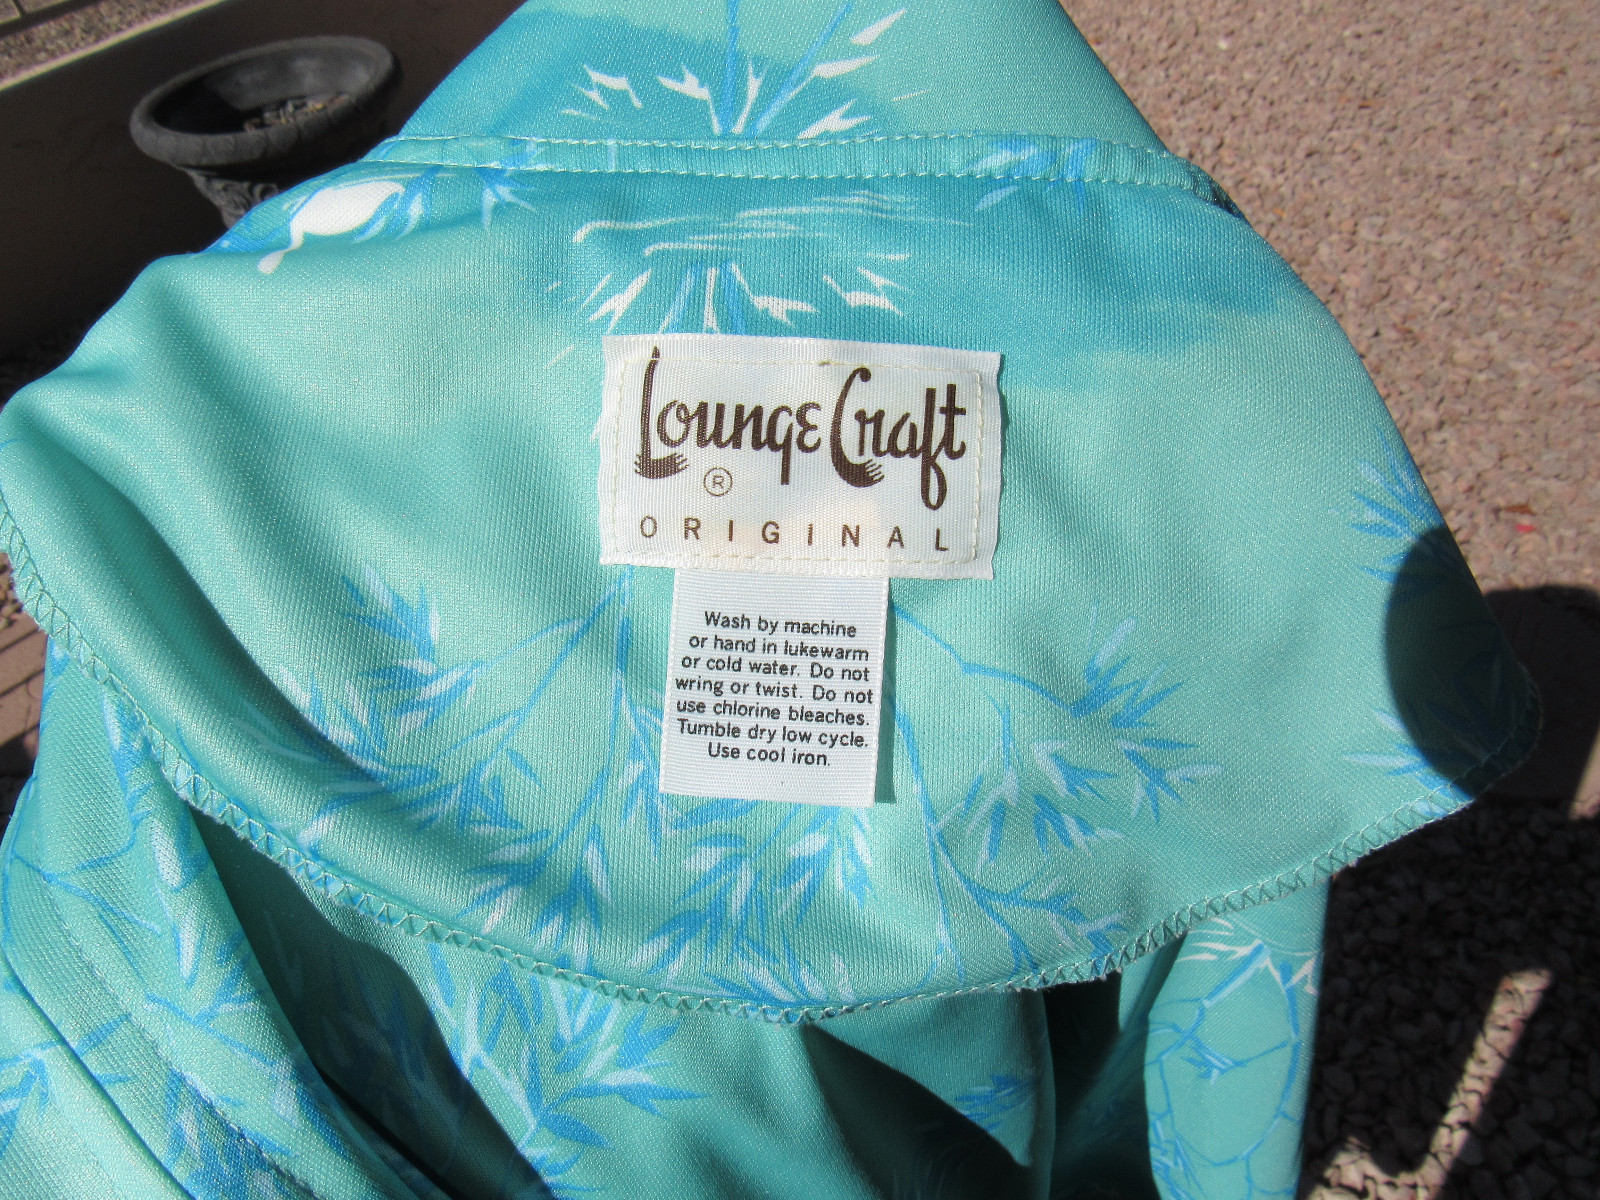 LoungE Craft
®
ORIGINAL
Wash by machine
or hand in lukewarm
or cold water. Do not
wring or twist. Do not
use chlorine bleaches.
Tumble dry low cycle.
Use cool iron.